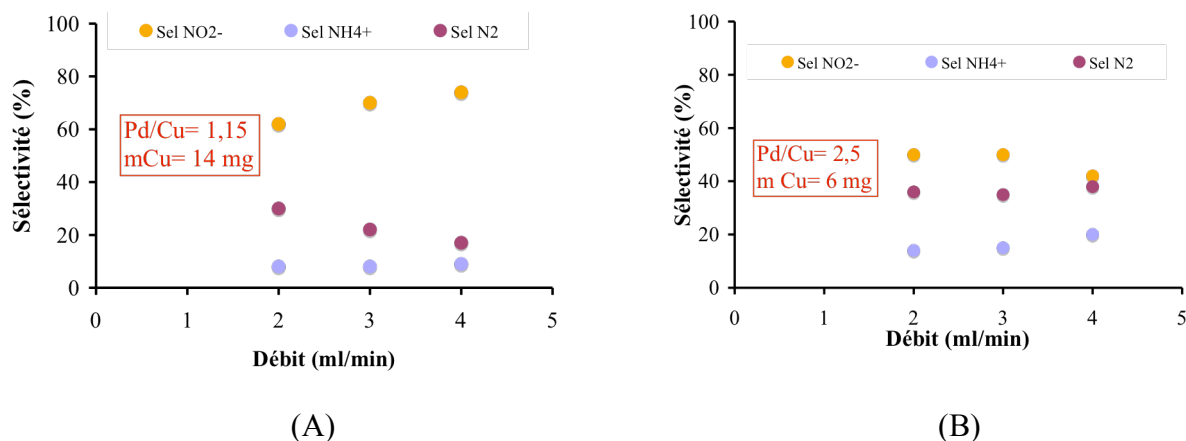 Sel NO2- Sel NH4+ Sel N2
Pd/Cu= 1,15
mCu= 14 mg
Sélectivité (%)
100
80
60
40
20
0
0 1 2 3 4 5
Débit (ml/min)
(A)
Sel NO2- Sel NH4+ Sel N2
Pd/Cu= 2,5
m Cu= 6 mg
Sélectivité (%)
100
80
60
40
20
0
0 1 2 3 4 5
Débit (ml/min)
(B)